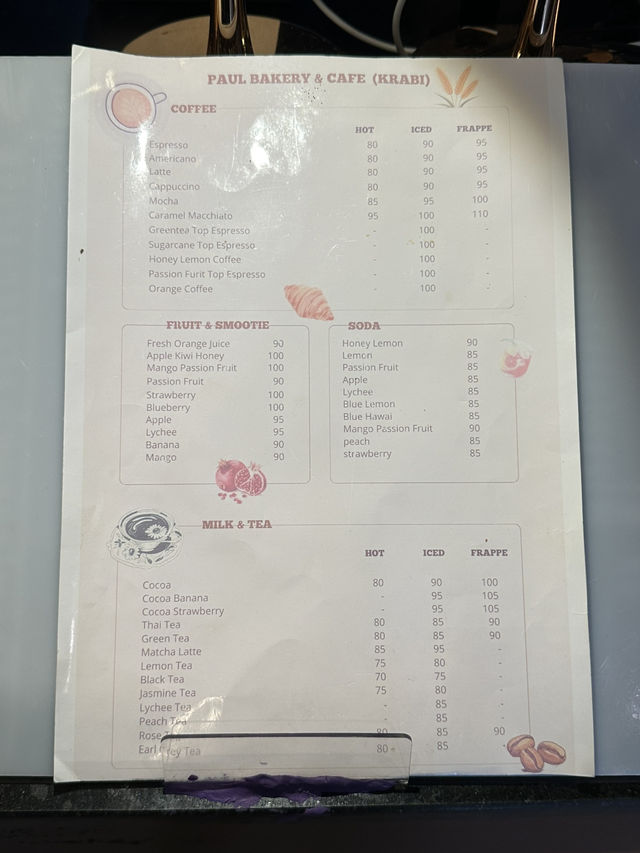 PAUL BAKERY & CAFE (KRABI)
COFFEE
HOT ICED FRAPPE
Espresso 80 90 95
Americano 80 90 95
Latte 80 90 95
Cappuccino 80 90 95
Mocha 85 95 100
Caramel Macchiato 95 100 110
Greentea Top Espresso - 100 -
Sugarcane Top Espresso - 100 -
Honey Lemon Coffee - 100 -
Passion Furit Top Espresso - 100 -
Orange Coffee - 100 -
FRUIT & SMOOTIE
Fresh Orange Juice 90
Apple Kiwi Honey 100
Mango Passion Fruit 100
Passion Fruit 90
Strawberry 100
Blueberry 100
Apple 95
Lychee 95
Banana 90
Mango 90
SODA
Honey Lemon 90
Lemon 85
Passion Fruit 85
Apple 85
Lychee 85
Blue Lemon 85
Blue Hawai 85
Mango Passion Fruit 90
peach 85
strawberry 85
MILK & TEA
HOT ICED FRAPPE
Cocoa 80 90 100
Cocoa Banana - 95 105
Cocoa Strawberry - 95 105
Thai Tea 80 85 90
Green Tea 80 85 90
Matcha Latte 85 95 -
Lemon Tea 75 80 -
Black Tea 70 75 -
Jasmine Tea 75 80 -
Lychee Tea - 85 -
Peach Tea - 85 -
Rose 80 85 90
Earl Grey Tea 80 85 -